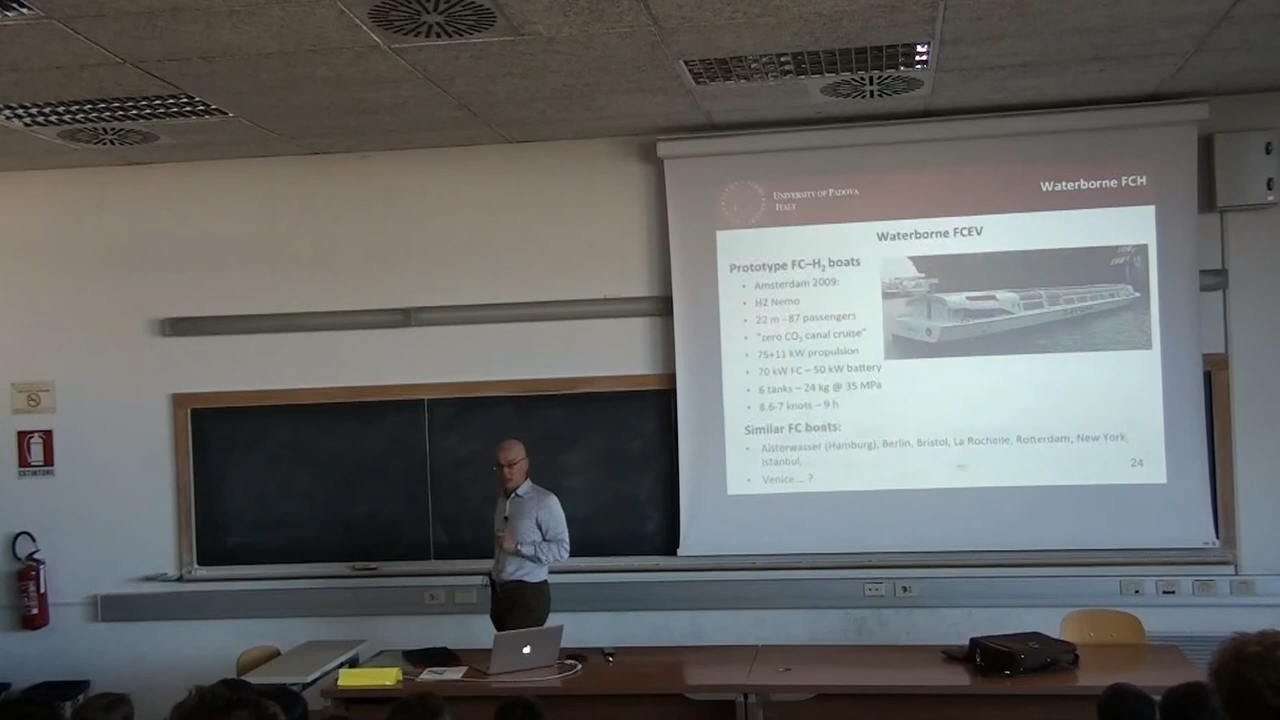 UNIVERSITY OF PADOVA
ITALY
Waterborne FCH
Waterborne FCEV
Prototype FC–H₂ boats
• Amsterdam 2009:
• H2 Nemo
• 22 m - 87 passengers
• "zero CO₂ canal cruise"
• 75+11 kW propulsion
• 70 kW FC – 50 kW battery
• 6 tanks – 24 kg @ 35 MPa
• 8.6-7 knots – 9 h
Similar FC boats:
• Alsterwasser (Hamburg), Berlin, Bristol, La Rochelle, Rotterdam, New York,
Istanbul,
• Venice ... ?
24
ESTINTORE